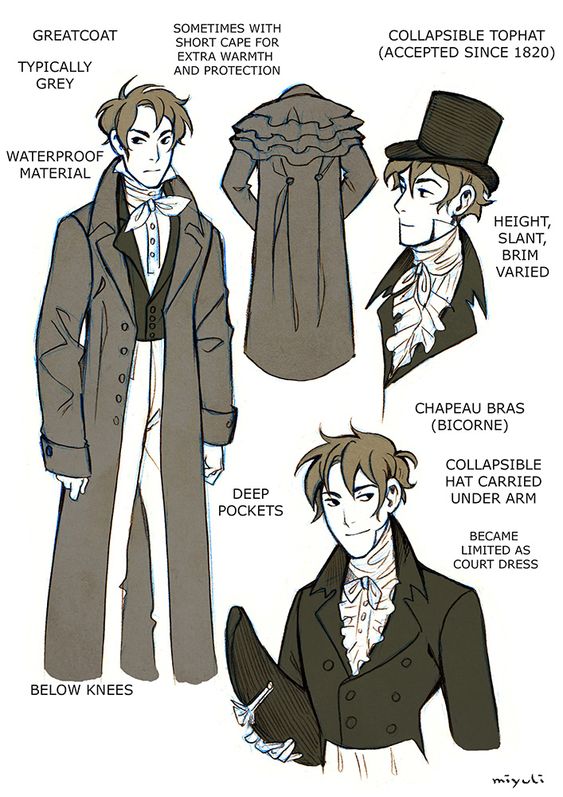 GREATCOAT
TYPICALLY
GREY
SOMETIMES WITH
SHORT CAPE FOR
EXTRA WARMTH
AND PROTECTION
COLLAPSIBLE TOPHAT
(ACCEPTED SINCE 1820)
WATERPROOF
MATERIAL
HEIGHT,
SLANT,
BRIM
VARIED
CHAPEAU BRAS
(BICORNE)
COLLAPSIBLE
HAT CARRIED
UNDER ARM
DEEP
POCKETS
BECAME
LIMITED AS
COURT DRESS
BELOW KNEES
miyuli